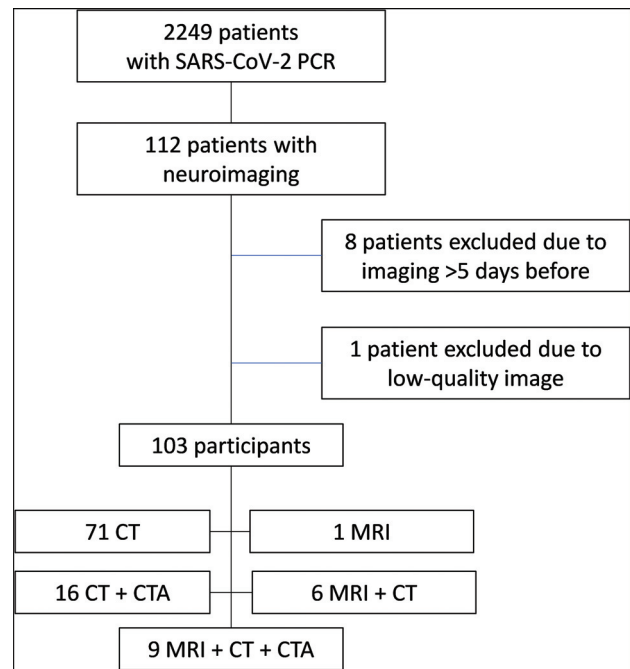 2249 patients
with SARS-CoV-2 PCR
112 patients with
neuroimaging
8 patients excluded due to
imaging >5 days before
1 patient excluded due to
low-quality image
103 participants
71 CT
1 MRI
16 CT + CTA
6 MRI + CT
9 MRI + CT + CTA